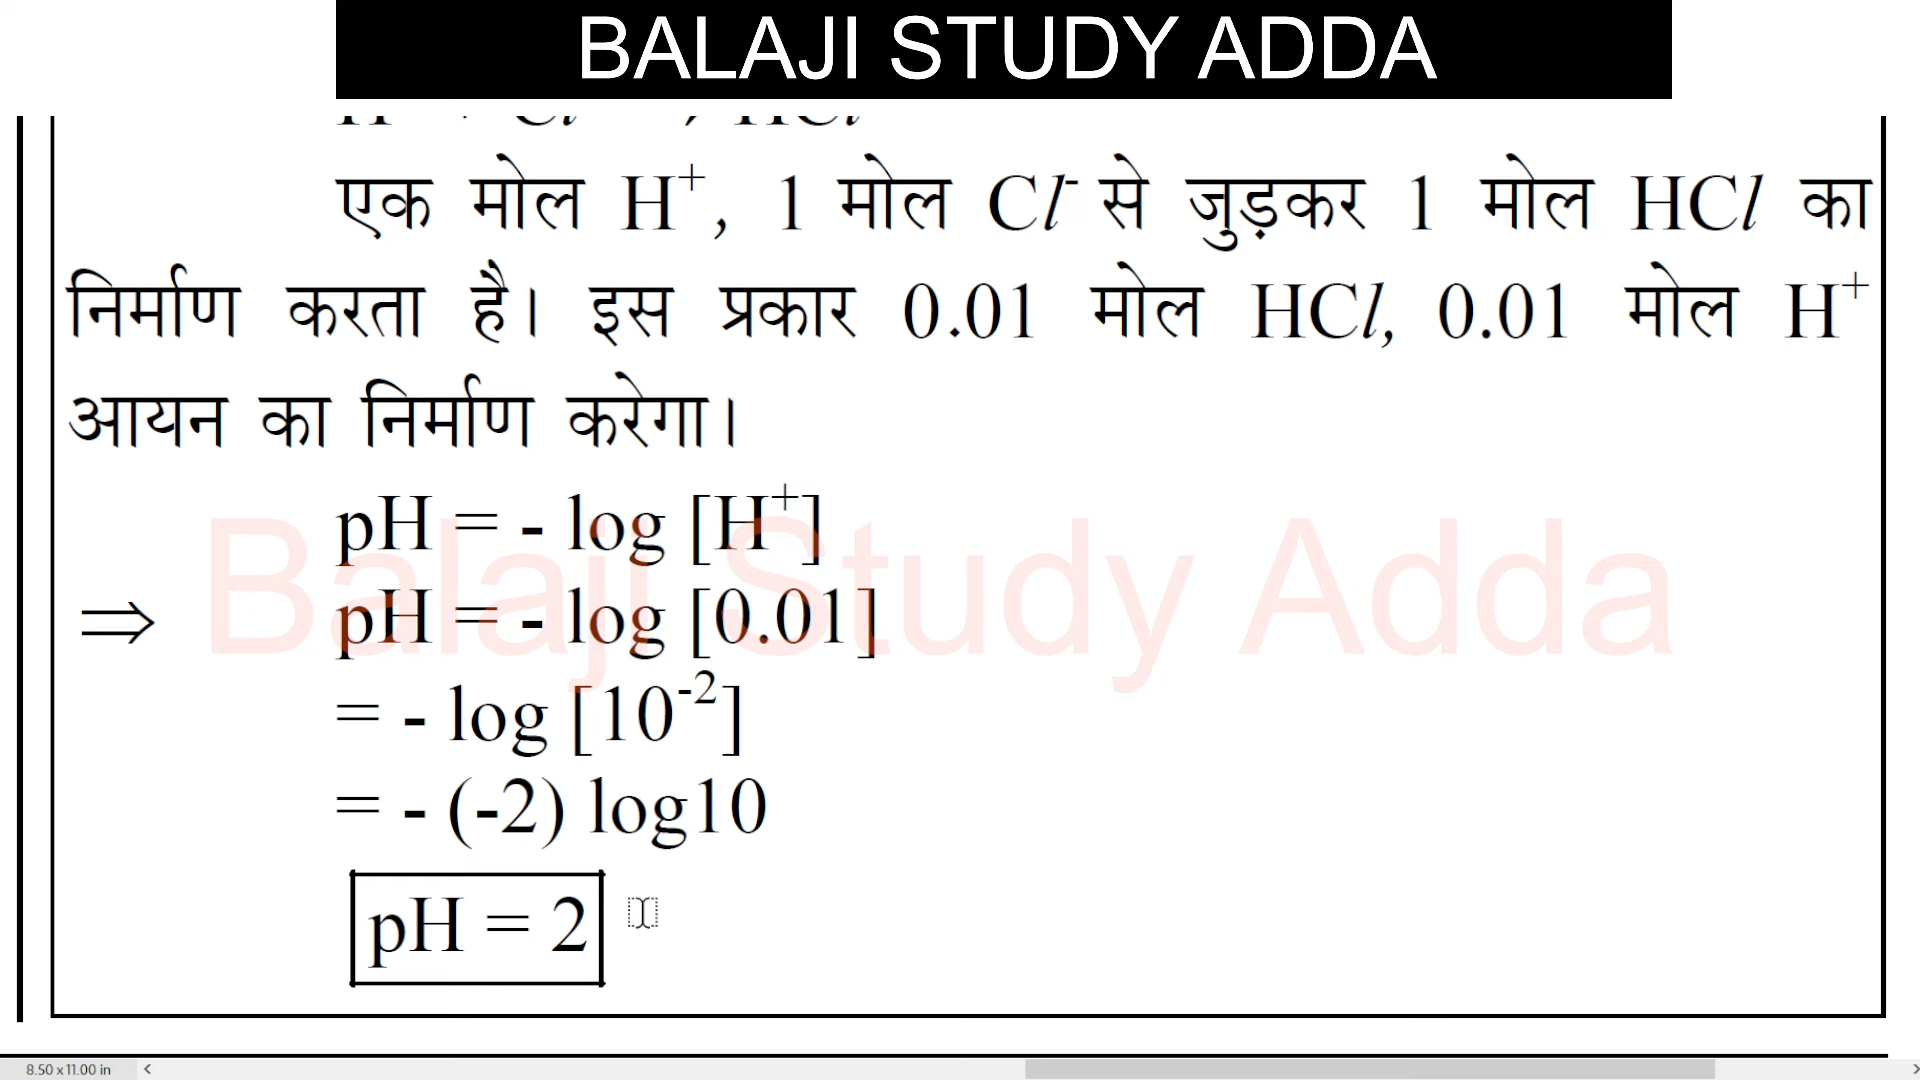 BALAJI STUDY ADDA
एक मोल H⁺, 1 मोल Cl⁻ से जुड़कर 1 मोल HCl का
निर्माण करता है। इस प्रकार 0.01 मोल HCl, 0.01 मोल H⁺
आयन का निर्माण करेगा।
pH = - log [H⁺]
⇒ pH = - log [0.01]
Balaji Study Adda
= - log [10⁻²]
= - (-2) log10
pH = 2
8.50 x 11.00 in